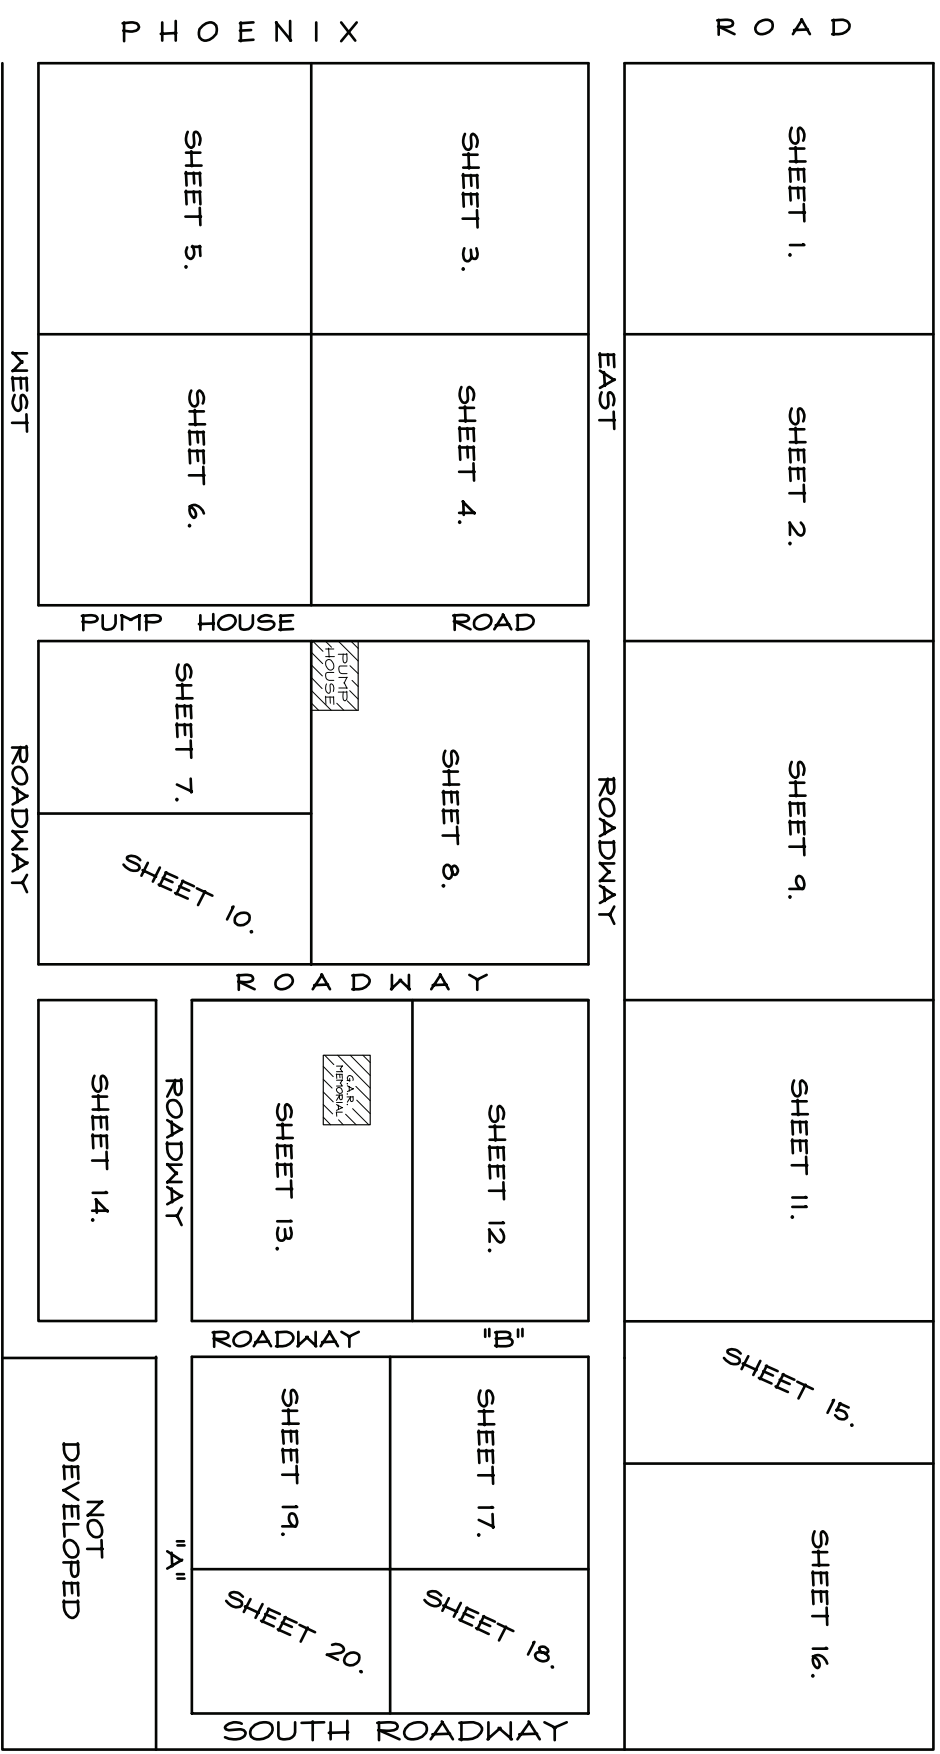 PHOENIX ROAD
SHEET 5.
SHEET 3.
SHEET 1.
WEST
EAST
SHEET 6.
SHEET 4.
SHEET 2.
PUMP HOUSE ROAD
PUMP
HOUSE
SHEET 7.
SHEET 8.
SHEET 9.
ROADWAY
ROADWAY
SHEET 10.
ROADWAY
G.A.R.
MEMORIAL
SHEET 14.
ROADWAY
SHEET 13.
SHEET 12.
SHEET 11.
ROADWAY "B"
SHEET 15.
SHEET 19.
SHEET 17.
NOT
DEVELOPED
"A"
SHEET 20.
SHEET 18.
SHEET 16.
SOUTH ROADWAY